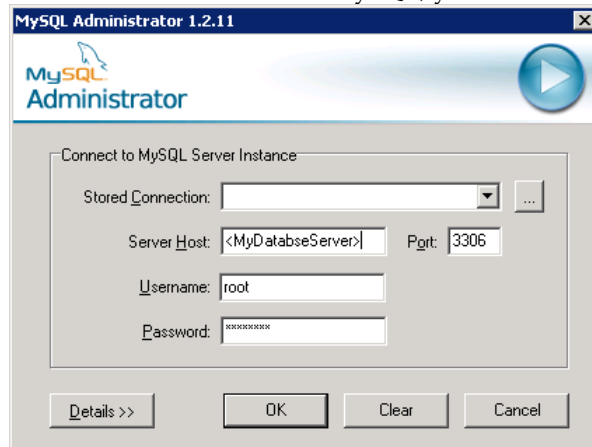 MySQL Administrator 1.2.11
MySQL
Administrator
Connect to MySQL Server Instance
Stored Connection:
...
Server Host: <MyDatabseServer> Port: 3306
Username: root
Password: ********
Details >> OK Clear Cancel